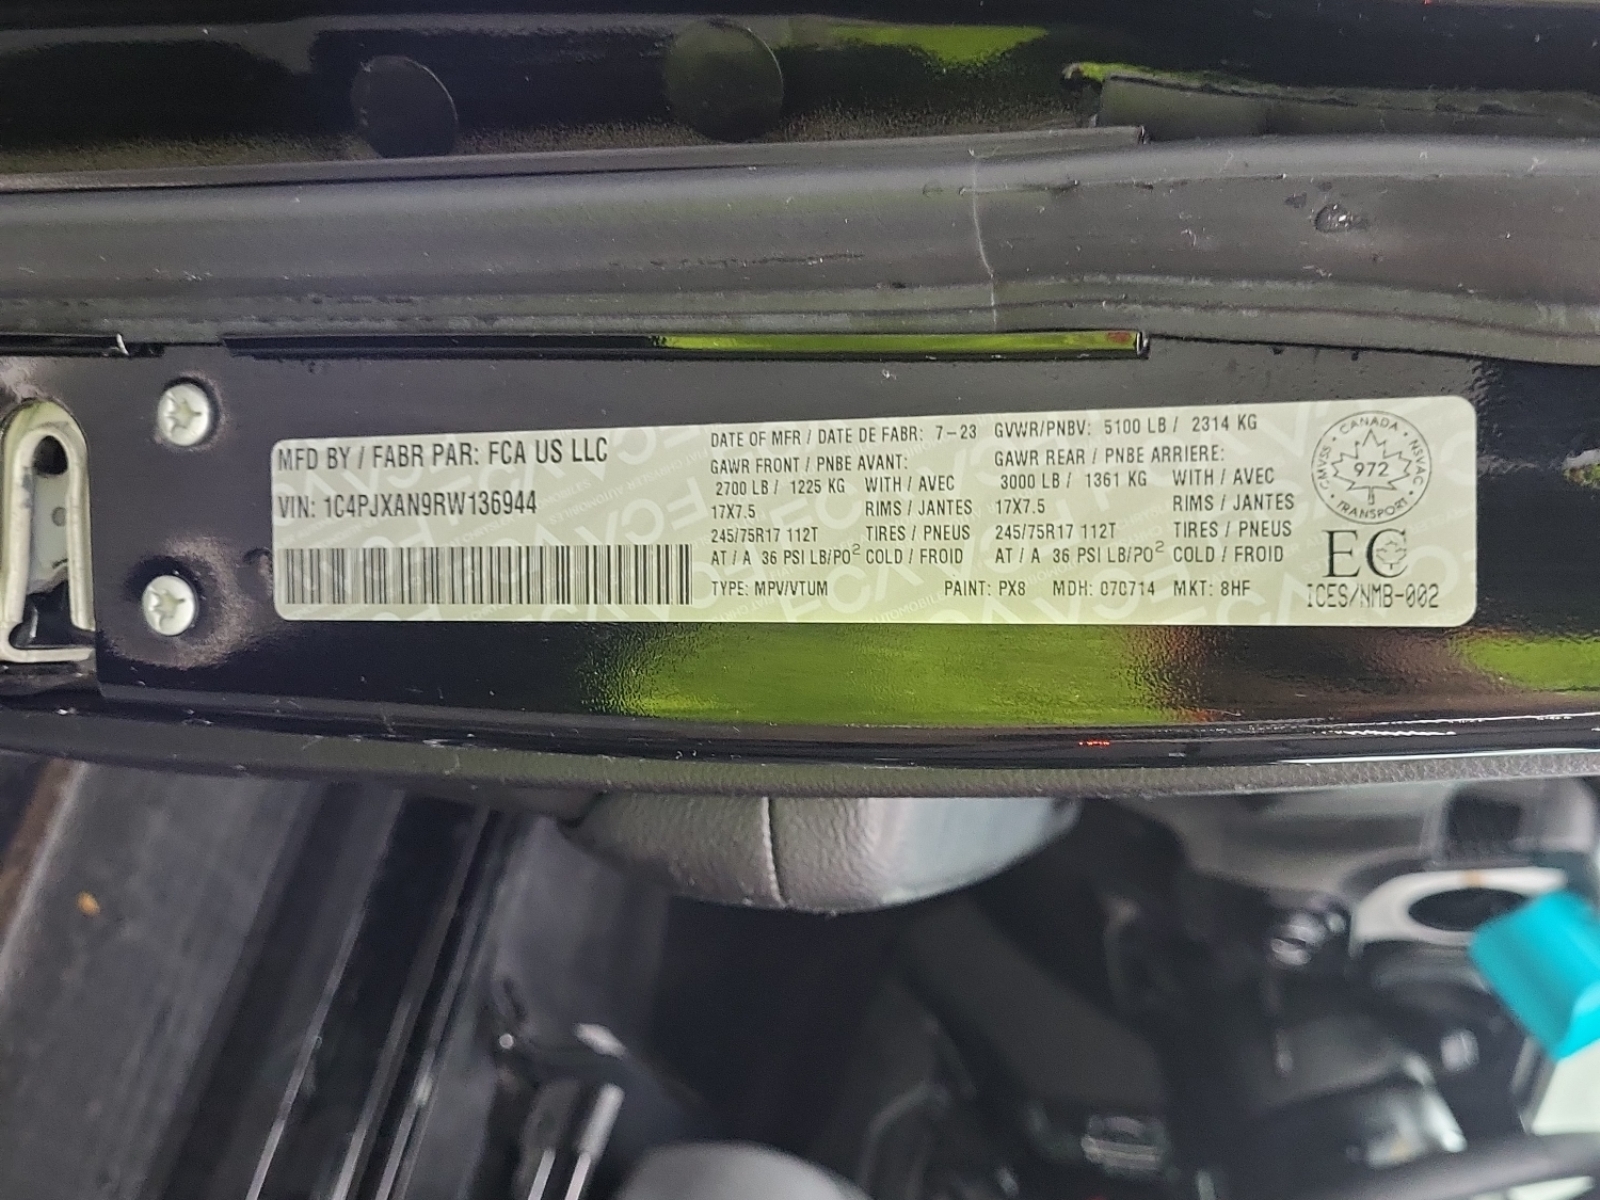 MFD BY / FABR PAR: FCA US LLC
VIN: 1C4PJXAN9RW136944
DATE OF MFR / DATE DE FABR: 7-23 GVWR/PNBV: 5100 LB / 2314 KG
GAWR FRONT / PNBE AVANT: GAWR REAR / PNBE ARRIERE:
2700 LB / 1225 KG WITH / AVEC 3000 LB / 1361 KG WITH / AVEC
17X7.5 RIMS / JANTES 17X7.5 RIMS / JANTES
245/75R17 112T TIRES / PNEUS 245/75R17 112T TIRES / PNEUS
AT / A 36 PSI LB/PO² COLD / FROID AT / A 36 PSI LB/PO² COLD / FROID
TYPE: MPV/VTUM PAINT: PX8 MDH: 070714 MKT: 8HF
CANADA
CMVSS 972 NSVAC
TRANSPORT
EC
ICES/NMB-002